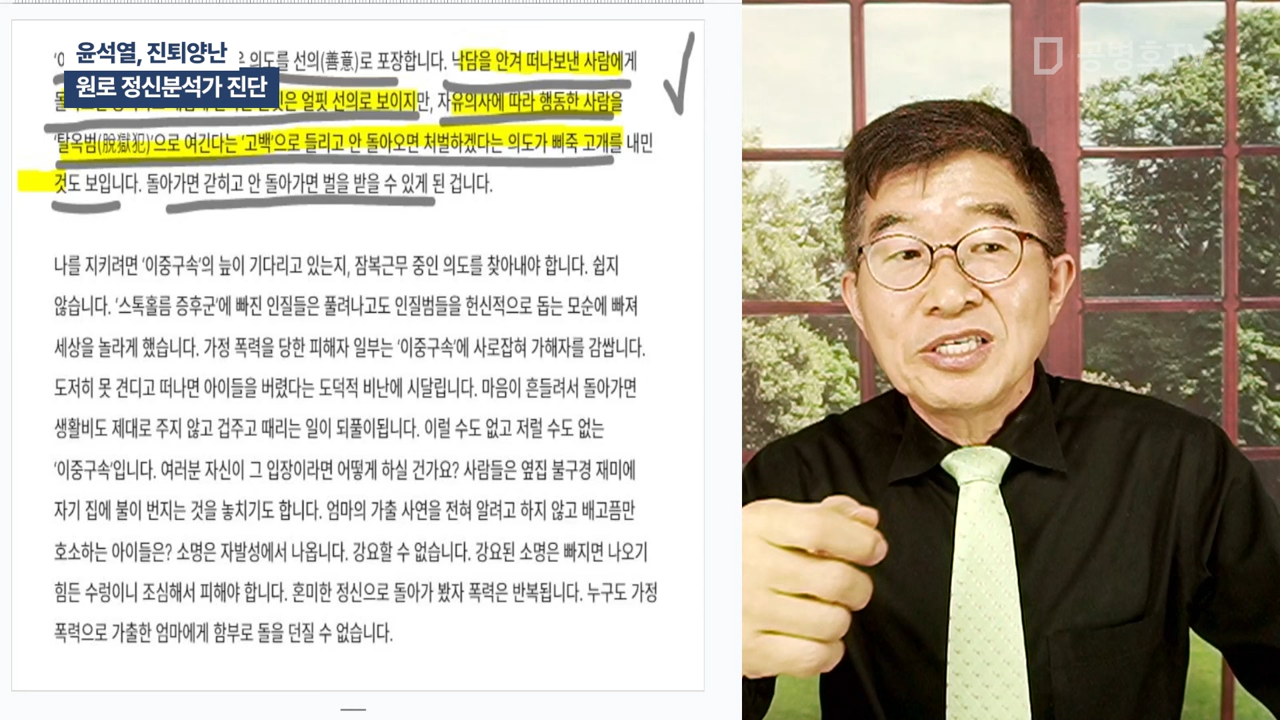 윤석열, 진퇴양난
원로 정신분석가 진단
의도를 선의(善意)로 포장합니다. 낙담을 안겨 떠나보낸 사람에게
얼핏 선의로 보이지만, 자유의사에 따라 행동한 사람을
'탈옥범(脫獄犯)'으로 여긴다는 '고백'으로 들리고 안 돌아오면 처벌하겠다는 의도가 삐죽 고개를 내민
것도 보입니다. 돌아가면 갇히고 안 돌아가면 벌을 받을 수 있게 된 겁니다.
나를 지키려면 '이중구속'의 늪이 기다리고 있는지, 잠복근무 중인 의도를 찾아내야 합니다. 쉽지
않습니다. '스톡홀름 증후군'에 빠진 인질들은 풀려나고도 인질범들을 헌신적으로 돕는 모순에 빠져
세상을 놀라게 했습니다. 가정 폭력을 당한 피해자 일부는 '이중구속'에 사로잡혀 가해자를 감쌉니다.
도저히 못 견디고 떠나면 아이들을 버렸다는 도덕적 비난에 시달립니다. 마음이 흔들려서 돌아가면
생활비도 제대로 주지 않고 겁주고 때리는 일이 되풀이됩니다. 이럴 수도 없고 저럴 수도 없는
'이중구속'입니다. 여러분 자신이 그 입장이라면 어떻게 하실 건가요? 사람들은 옆집 불구경 재미에
자기 집에 불이 번지는 것을 놓치기도 합니다. 엄마의 가출 사연을 전혀 알려고 하지 않고 배고픔만
호소하는 아이들은? 소명은 자발성에서 나옵니다. 강요할 수 없습니다. 강요된 소명은 빠지면 나오기
힘든 수렁이니 조심해서 피해야 합니다. 혼미한 정신으로 돌아가 봤자 폭력은 반복됩니다. 누구도 가정
폭력으로 가출한 엄마에게 함부로 돌을 던질 수 없습니다.
공병호TV